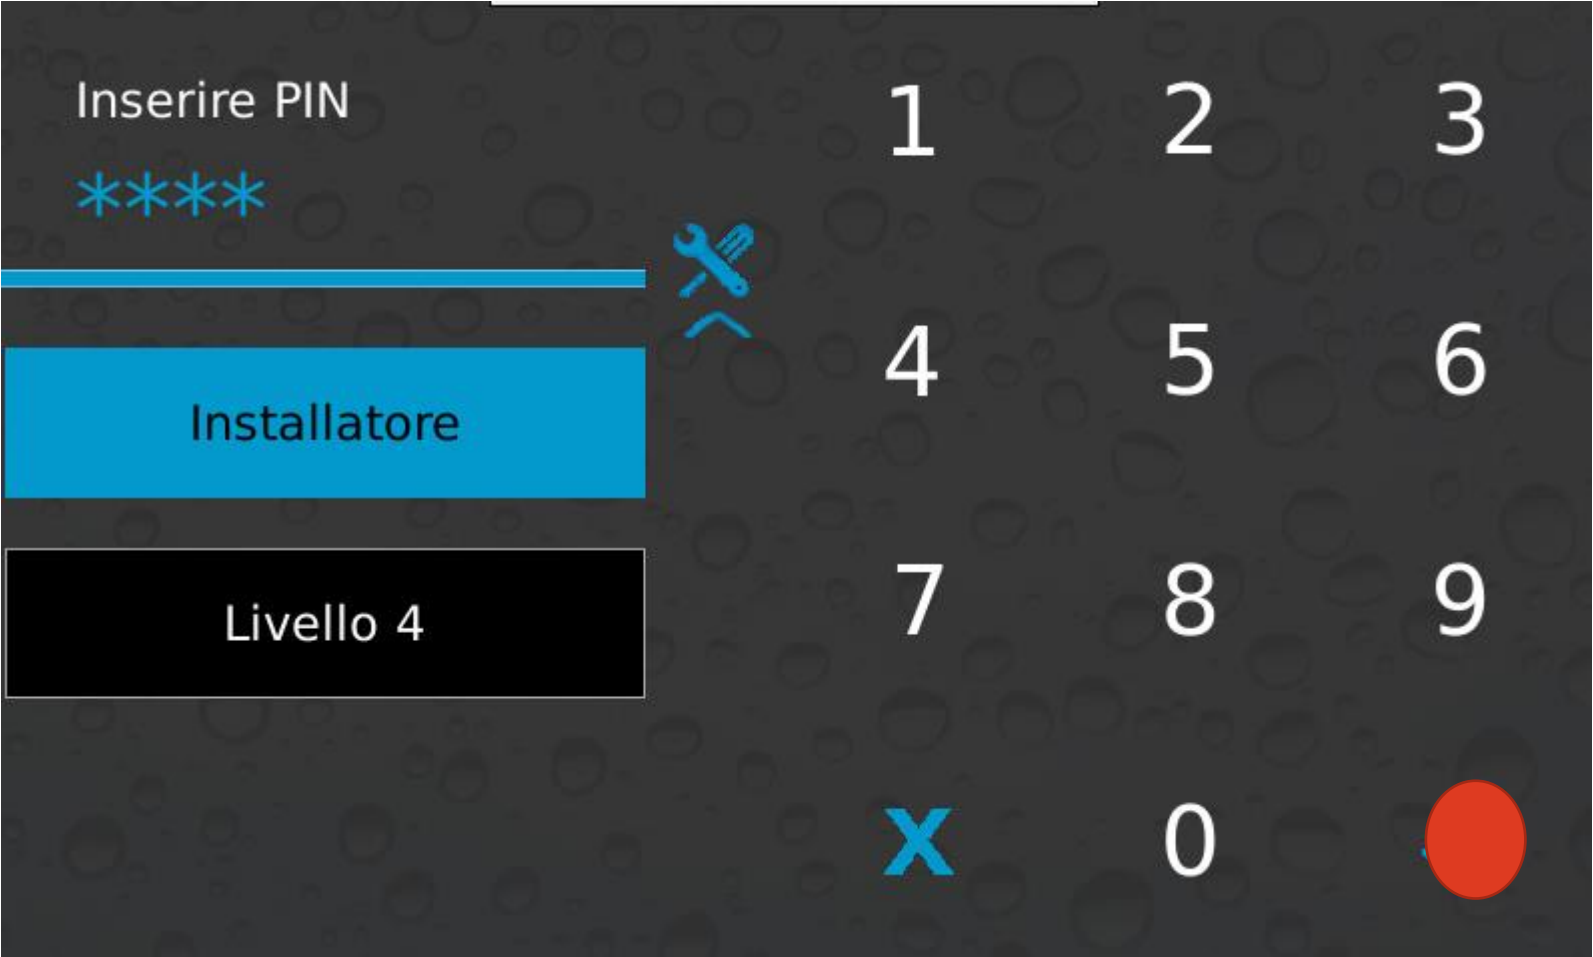 Inserire PIN
****
Installatore
Livello 4
1 2 3
4 5 6
7 8 9
X 0